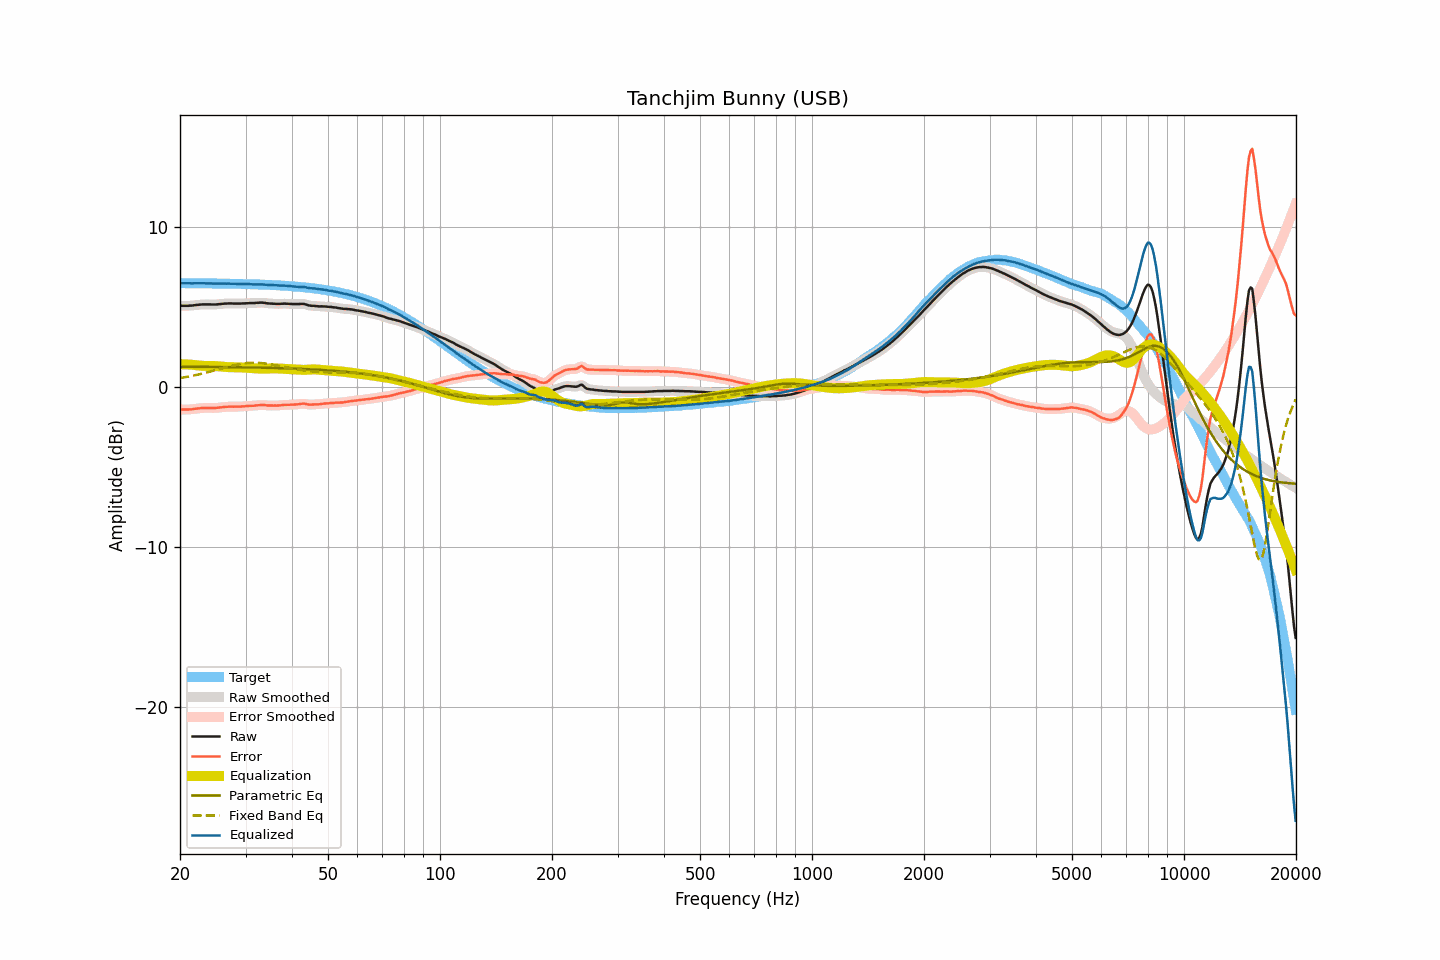 Tanchjim Bunny (USB)
Amplitude (dBr)
10
0
−10
−20
Target
Raw Smoothed
Error Smoothed
Raw
Error
Equalization
Parametric Eq
Fixed Band Eq
Equalized
20 50 100 200 500 1000 2000 5000 10000 20000
Frequency (Hz)